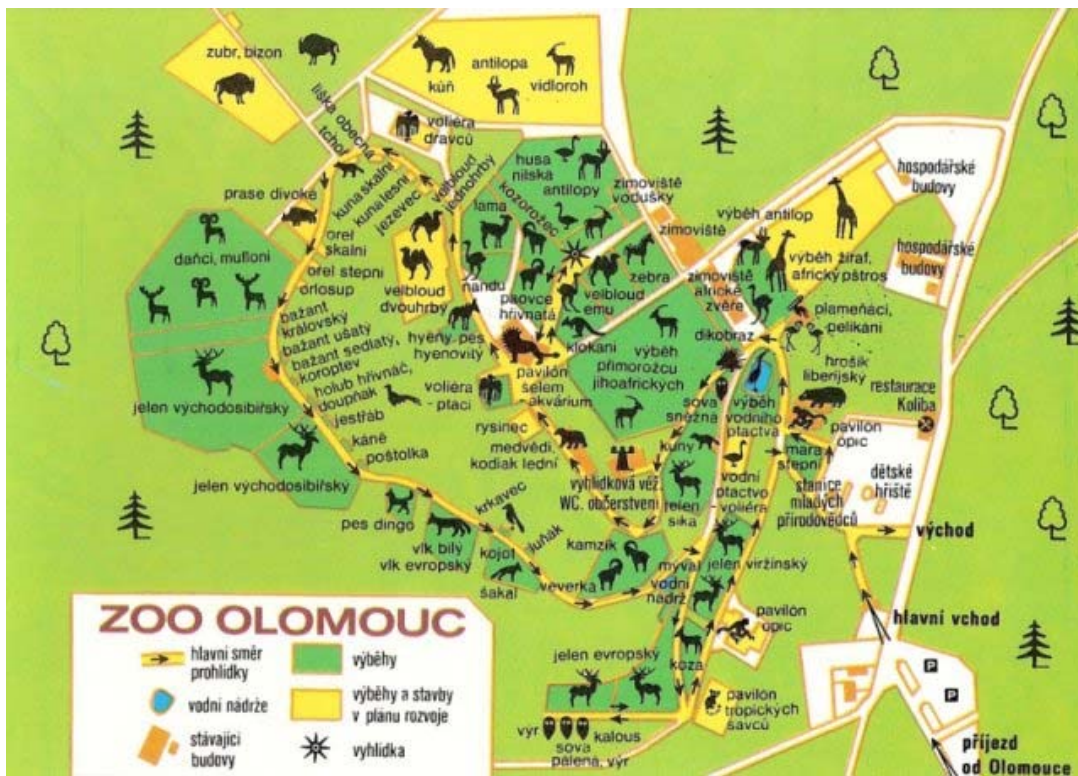 zubr, bizon
kůň
antilopa
vidloroh
liška obecná
tchoř
voliéra
dravců
kuna skalní
kuna lesní
jezevec
velbloud
jednohrbý
prase divoké
orel
skalní
orel stepní
orlosup
daňci, mufloni
bažant
královský
bažant ušatý
bažant sedlatý,
koroptev
holub hřivnáč,
doupňák
jestřáb
káně
poštolka
jelen východosibiřský
jelen východosibiřský
velbloud
dvouhrbý
lama
kozorožec
husa
nilská
antilopy
zimoviště
vodušky
zimoviště
nandu
paovce
hřivnatá
velbloud
emu
zebra
klokani
hyeny, pes
hyenovitý
pavilón
šelem
akvárium
voliéra
-ptáci
rysinec
medvědi,
kodiak lední
výběh
přímorožců
jihoafrických
zimoviště
africké
zvěře
výběh antilop
výběh žiraf,
africký pštros
hospodářské
budovy
hospodářské
budovy
plameňáci,
pelikáni
dikobraz
hrošík
liberijský
restaurace
Koliba
sova
sněžná
výběh
vodního
ptactva
pavilón
opic
kuny
mara
stepní
vyhlídková věž
WC. občerstvení
vodní
ptactvo
voliéra
stanice
mladých
přírodovědců
dětské
hřiště
východ
jelen
sika
pes dingo
vlk bílý
vlk evropský
krkavec
luňák
kojot
šakal
kamzík
veverka
mýval
vodní
nádrž
jelen viržinský
hlavní vchod
pavilón
opic
jelen evropský
koza
pavilón
tropických
savců
výr
sova
pálená, výr
kalous
P
P
příjezd
od Olomouce
ZOO OLOMOUC
hlavní směr
prohlídky
výběhy
vodní nádrže
výběhy a stavby
v plánu rozvoje
stávající
budovy
vyhlídka